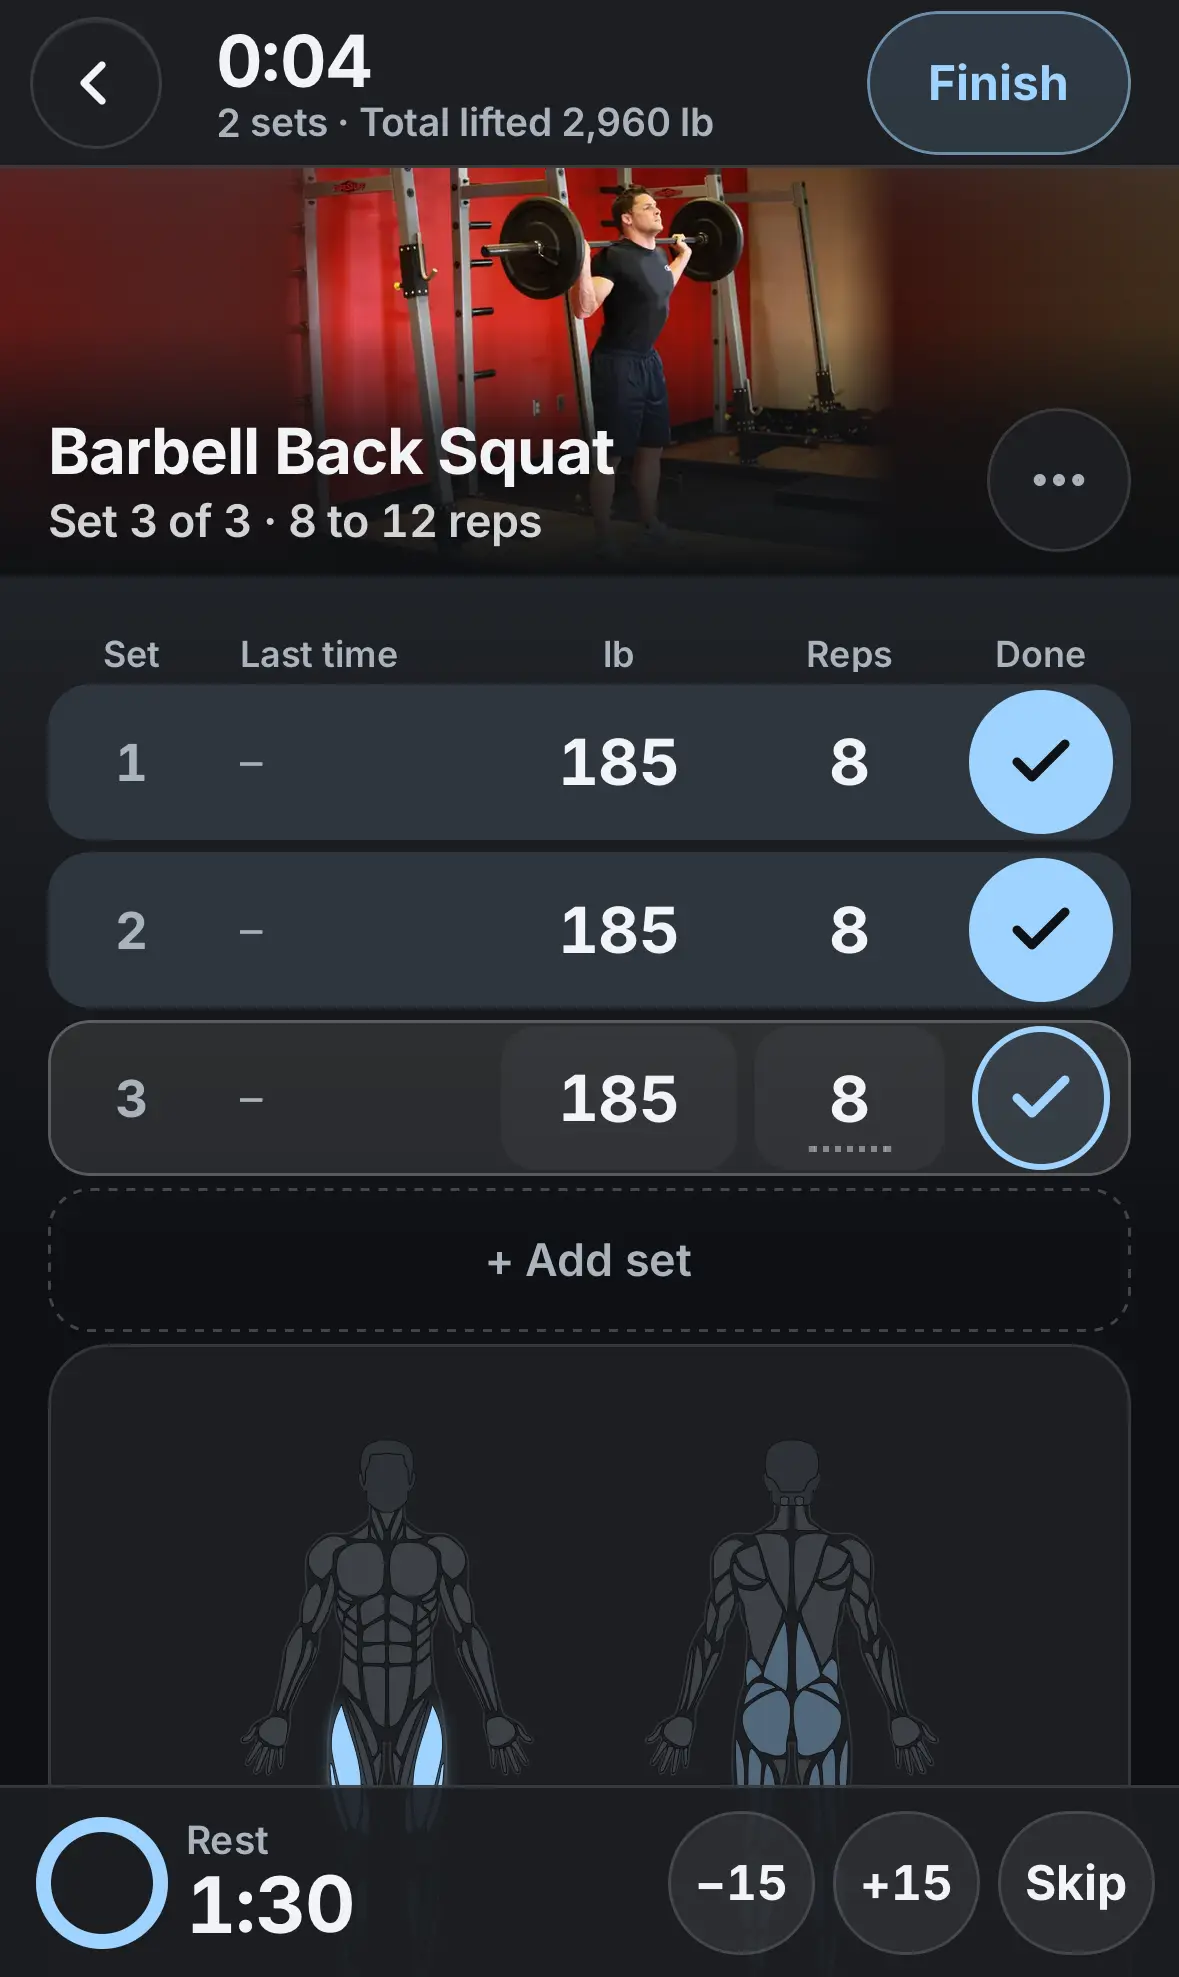 0:04
2 sets · Total lifted 2,960 lb
Finish
Barbell Back Squat
Set 3 of 3 · 8 to 12 reps
Set Last time lb Reps Done
1 – 185 8
2 – 185 8
3 – 185 8
+ Add set
Rest
1:30
−15 +15 Skip